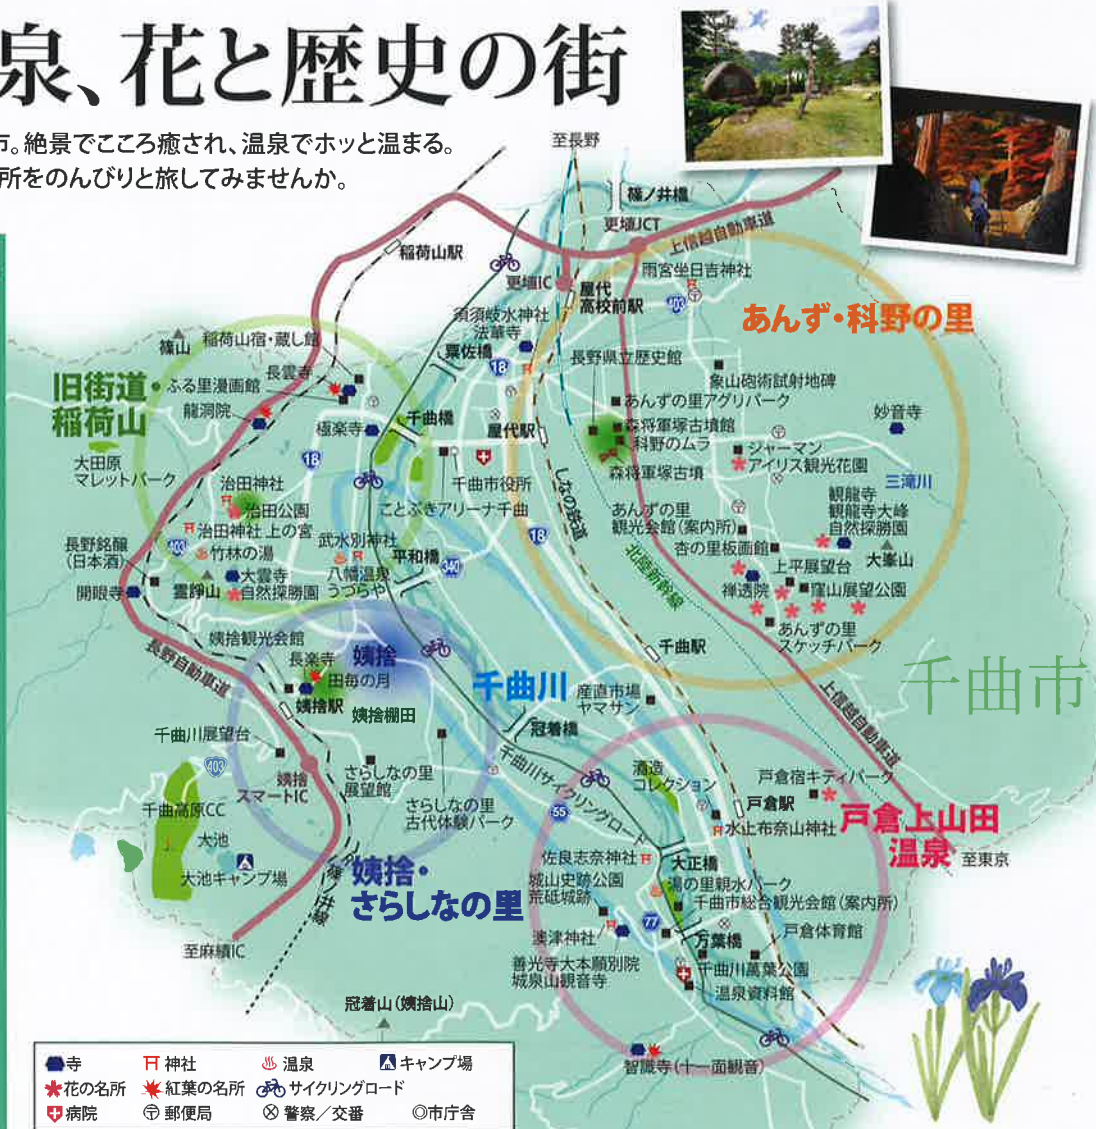 泉、花と歴史の街
市。絶景でこころ癒され、温泉でホッと温まる。
所をのんびりと旅してみませんか。
至長野
篠ノ井橋
更埴JCT
上信越自動車道
稲荷山駅
雨宮坐日吉神社
更埴IC
屋代
高校前駅
403
あんず・科野の里
須須岐水神社
法華寺
粟佐橋
18
長野県立歴史館
篠山
稲荷山宿・蔵し館
長雲寺
ふる里漫画館
龍洞院
旧街道・
稲荷山
象山砲術試射地碑
あんずの里アグリパーク
妙音寺
極楽寺
千曲橋
屋代駅
森将軍塚古墳館
科野のムラ
森将軍塚古墳
ジャーマン
アイリス観光花園
三滝川
大田原
マレットパーク
18
千曲市役所
ことぶきアリーナ千曲
しなの鉄道
治田神社
治田公園
治田神社 上の宮
403
あんずの里
観光会館(案内所)
観龍寺
観龍寺大峰
自然探勝園
大峯山
18
長野銘醸
(日本酒)
竹林の湯
武水別神社
平和橋
340
杏の里板画館
上平展望台
北陸新幹線
開眼寺
雲静山
大雲寺
自然探勝園
八幡温泉
うづらや
禅透院
窪山展望公園
あんずの里
スケッチパーク
姨捨観光会館
長楽寺
田毎の月
姨捨
千曲駅
長野自動車道
姨捨駅
姨捨棚田
千曲川
産直市場
ヤマサン
千曲市
上信越自動車道
千曲川展望台
冠着橋
403
姨捨
スマートIC
さらしなの里
展望館
千曲川サイクリングロード
酒造
コレクション
戸倉宿キティパーク
千曲高原CC
さらしなの里
古代体験パーク
55
戸倉駅
水上布奈山神社
戸倉上山田
温泉
至東京
大池
大池キャンプ場
佐良志奈神社
大正橋
姨捨・
さらしなの里
篠ノ井線
城山史跡公園
荒砥城跡
湯の里親水パーク
千曲市総合観光会館(案内所)
77
至麻績IC
澳津神社
万葉橋
戸倉体育館
善光寺大本願別院
城泉山観音寺
千曲川萬葉公園
温泉資料館
冠着山(姨捨山)
智識寺(十一面観音)
寺 神社 温泉 キャンプ場
花の名所 紅葉の名所 サイクリングロード
病院 郵便局 警察/交番 市庁舎